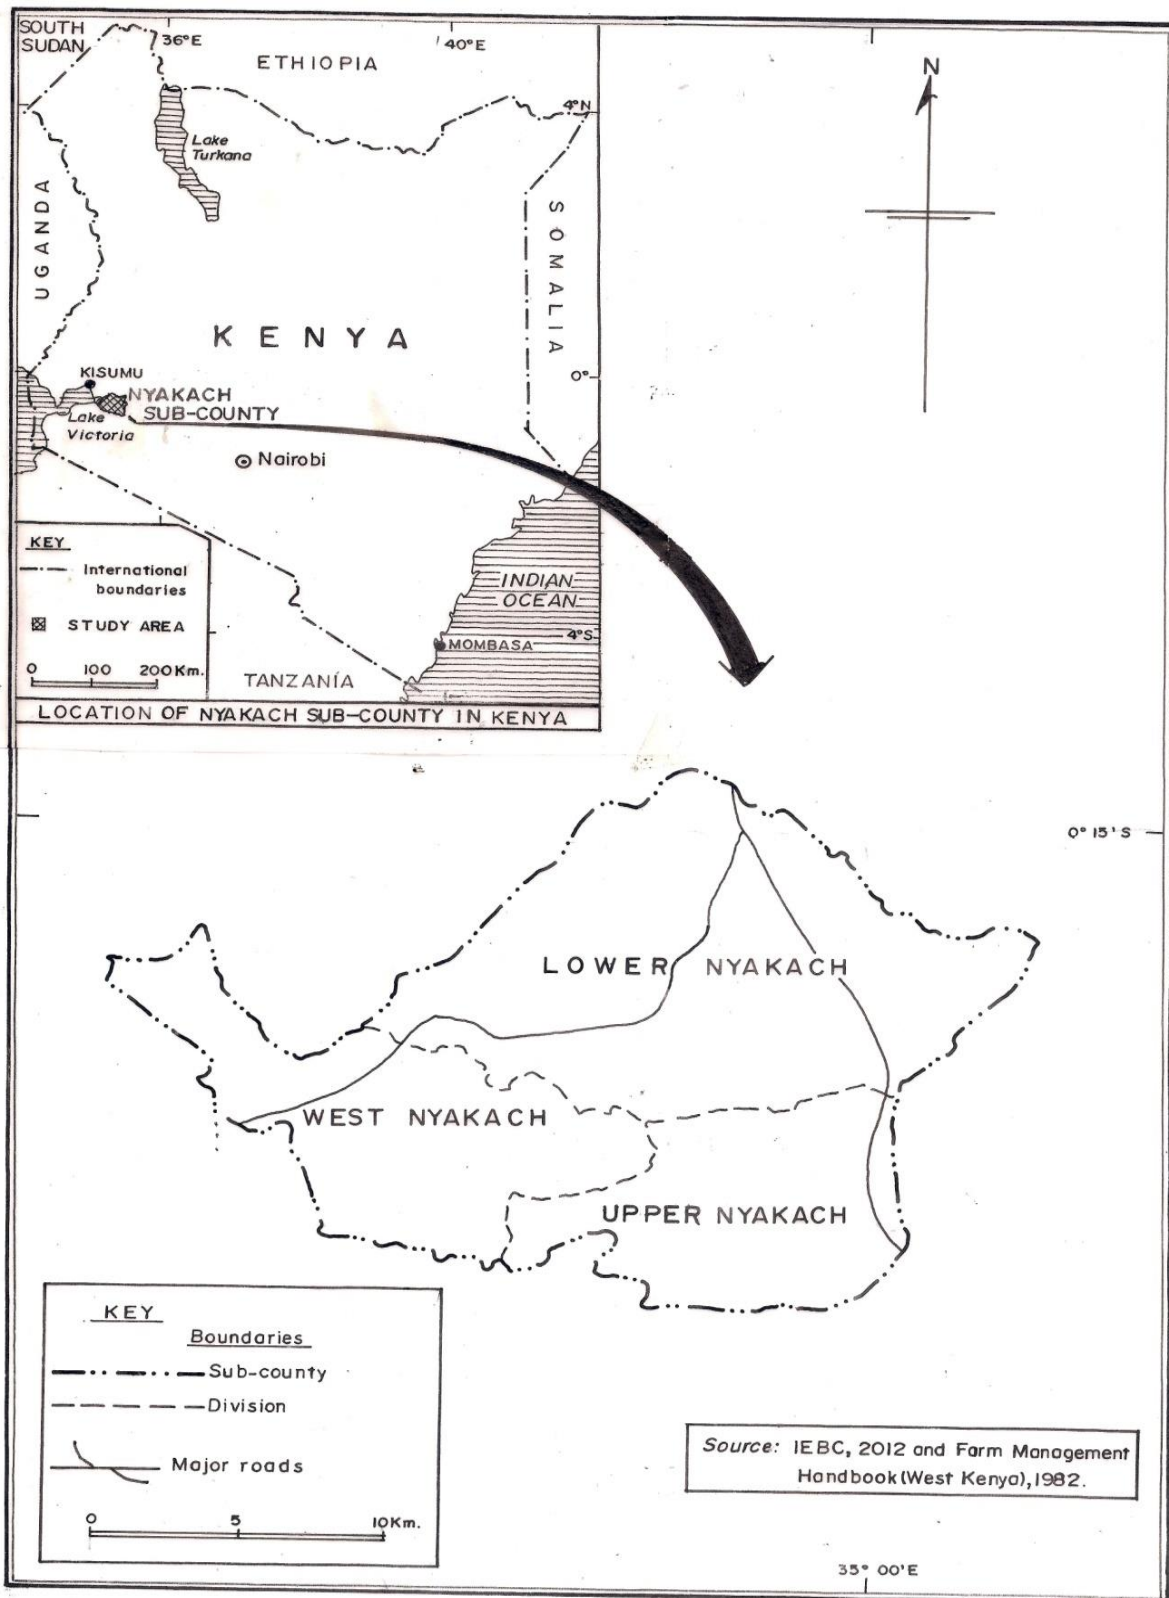 SOUTH
SUDAN
36°E
40°E
ETHIOPIA
4°N
Lake
Turkana
UGANDA
SOMALIA
KENYA
0°
KISUMU
NYAKACH
SUB-COUNTY
Lake
Victoria
Nairobi
KEY
International
boundaries
STUDY AREA
0 100 200 Km.
INDIAN
OCEAN
4°S
MOMBASA
TANZANIA
LOCATION OF NYAKACH SUB-COUNTY IN KENYA
N
0° 15' S
LOWER NYAKACH
WEST NYAKACH
UPPER NYAKACH
KEY
Boundaries
Sub-county
Division
Major roads
0 5 10Km.
Source: IEBC, 2012 and Farm Management
Handbook(West Kenya),1982.
35° 00'E